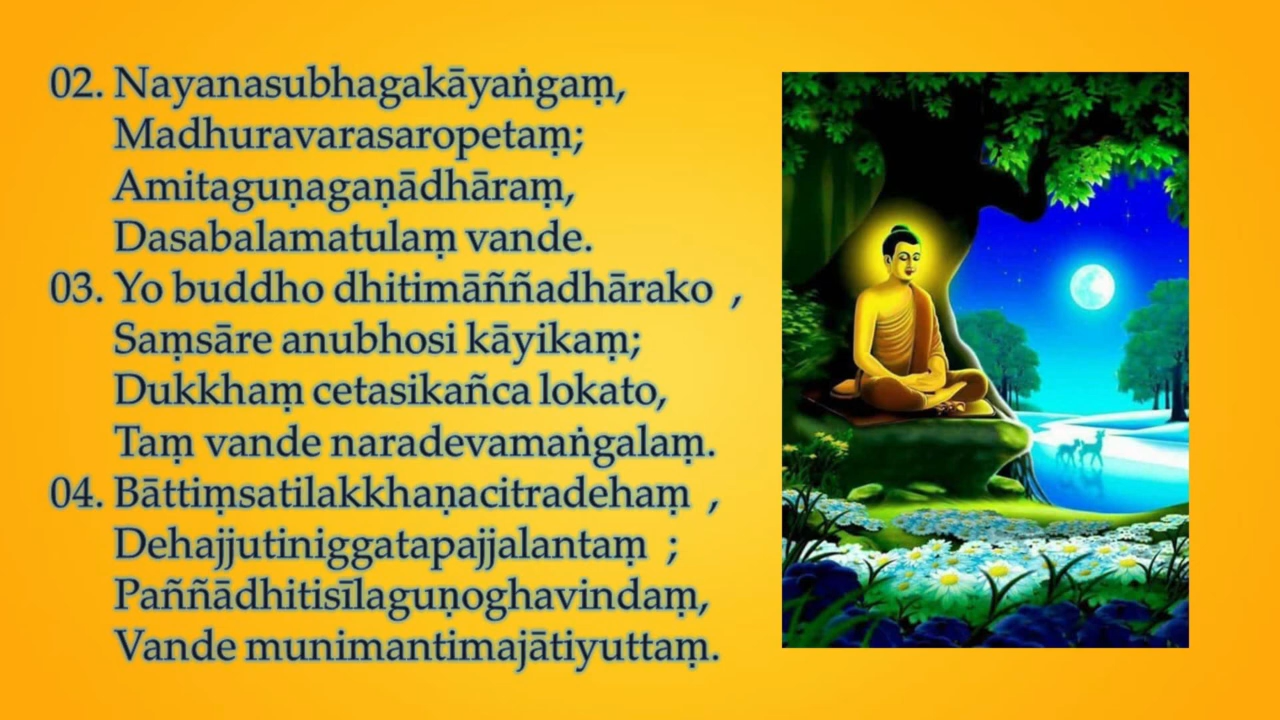 02. Nayanasubhagakāyaṅgaṃ,
Madhuravarasaropetaṃ;
Amitaguṇagaṇādhāraṃ,
Dasabalamatulaṃ vande.
03. Yo buddho dhitimāññadhārako ,
Saṃsāre anubhosi kāyikaṃ;
Dukkhaṃ cetasikañca lokato,
Taṃ vande naradevamaṅgalaṃ.
04. Bāttiṃsatilakkhaṇacitradehaṃ ,
Dehajjutiniggatapajjalantaṃ ;
Paññādhitisīlaguṇoghavindaṃ,
Vande munimantimajātiyuttaṃ.